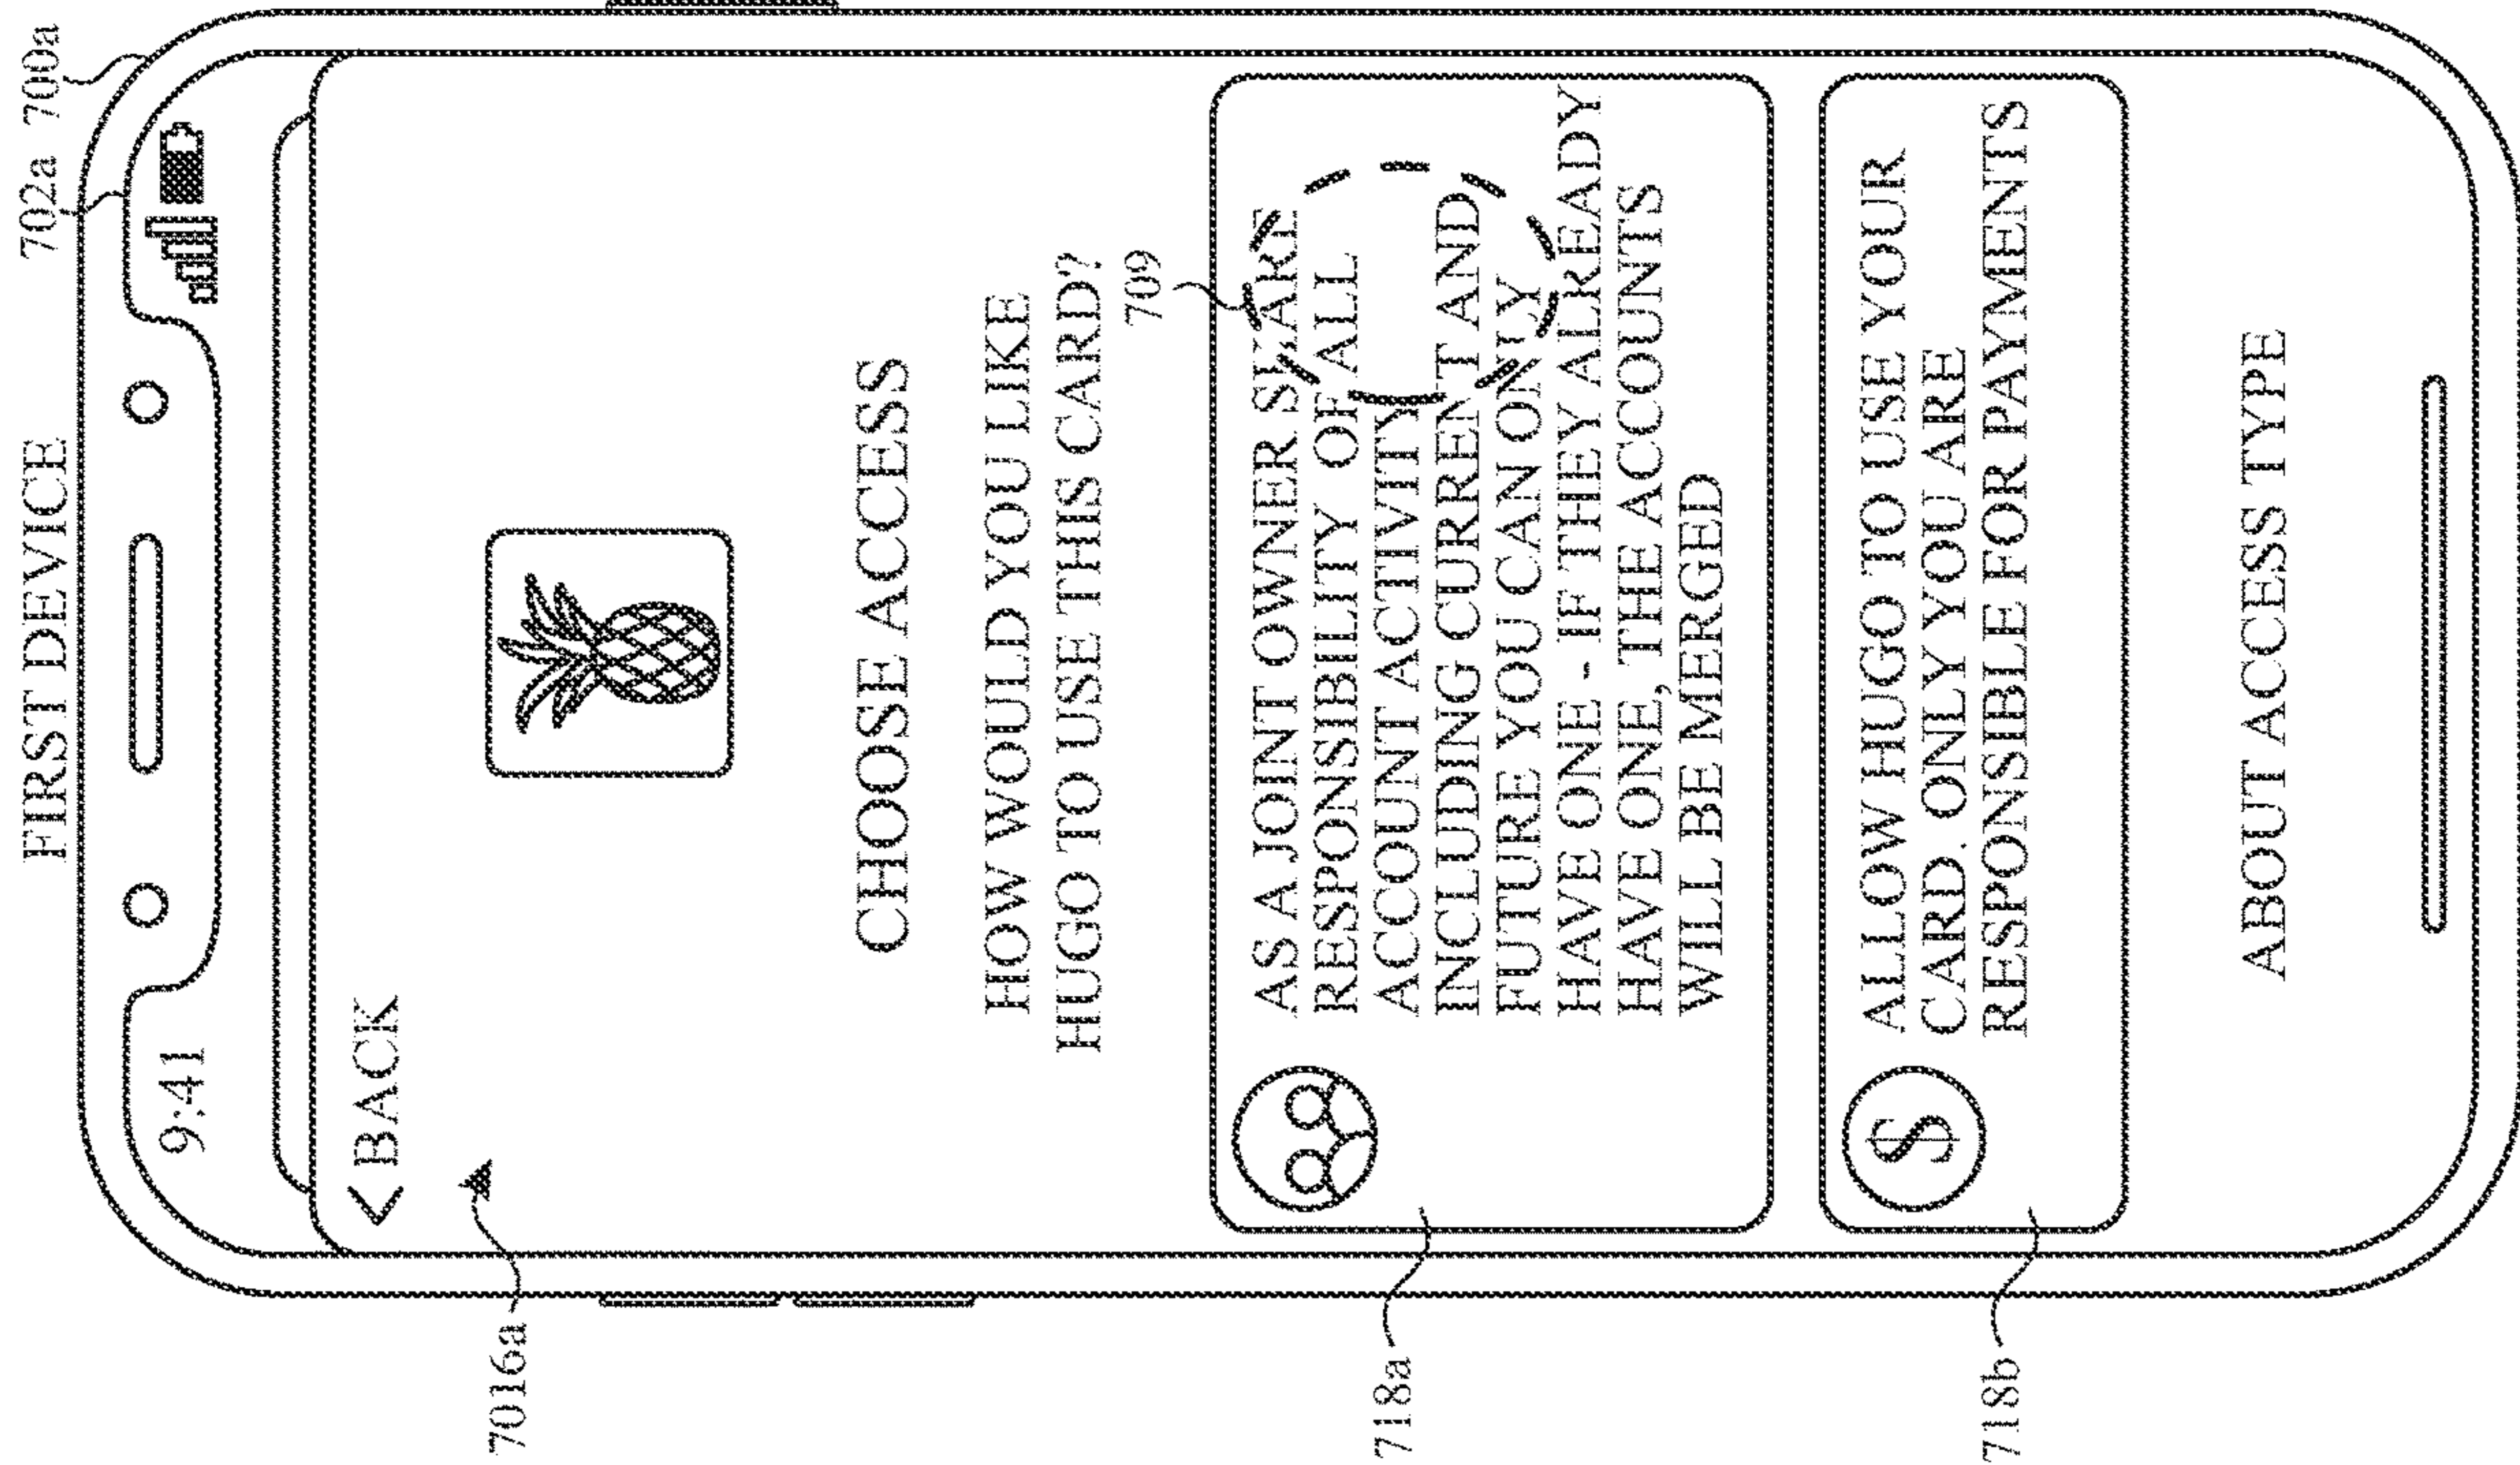 FIRST DEVICE
702a 700a
9:41
< BACK
7016a
CHOOSE ACCESS
HOW WOULD YOU LIKE
HUGO TO USE THIS CARD?
709
AS A JOINT OWNER SHARE
RESPONSIBILITY OF ALL
ACCOUNT ACTIVITY
INCLUDING CURRENT AND
FUTURE YOU CAN ONLY
HAVE ONE - IF THEY ALREADY
HAVE ONE, THE ACCOUNTS
WILL BE MERGED
718a
$
ALLOW HUGO TO USE YOUR
CARD. ONLY YOU ARE
RESPONSIBLE FOR PAYMENTS
718b
ABOUT ACCESS TYPE